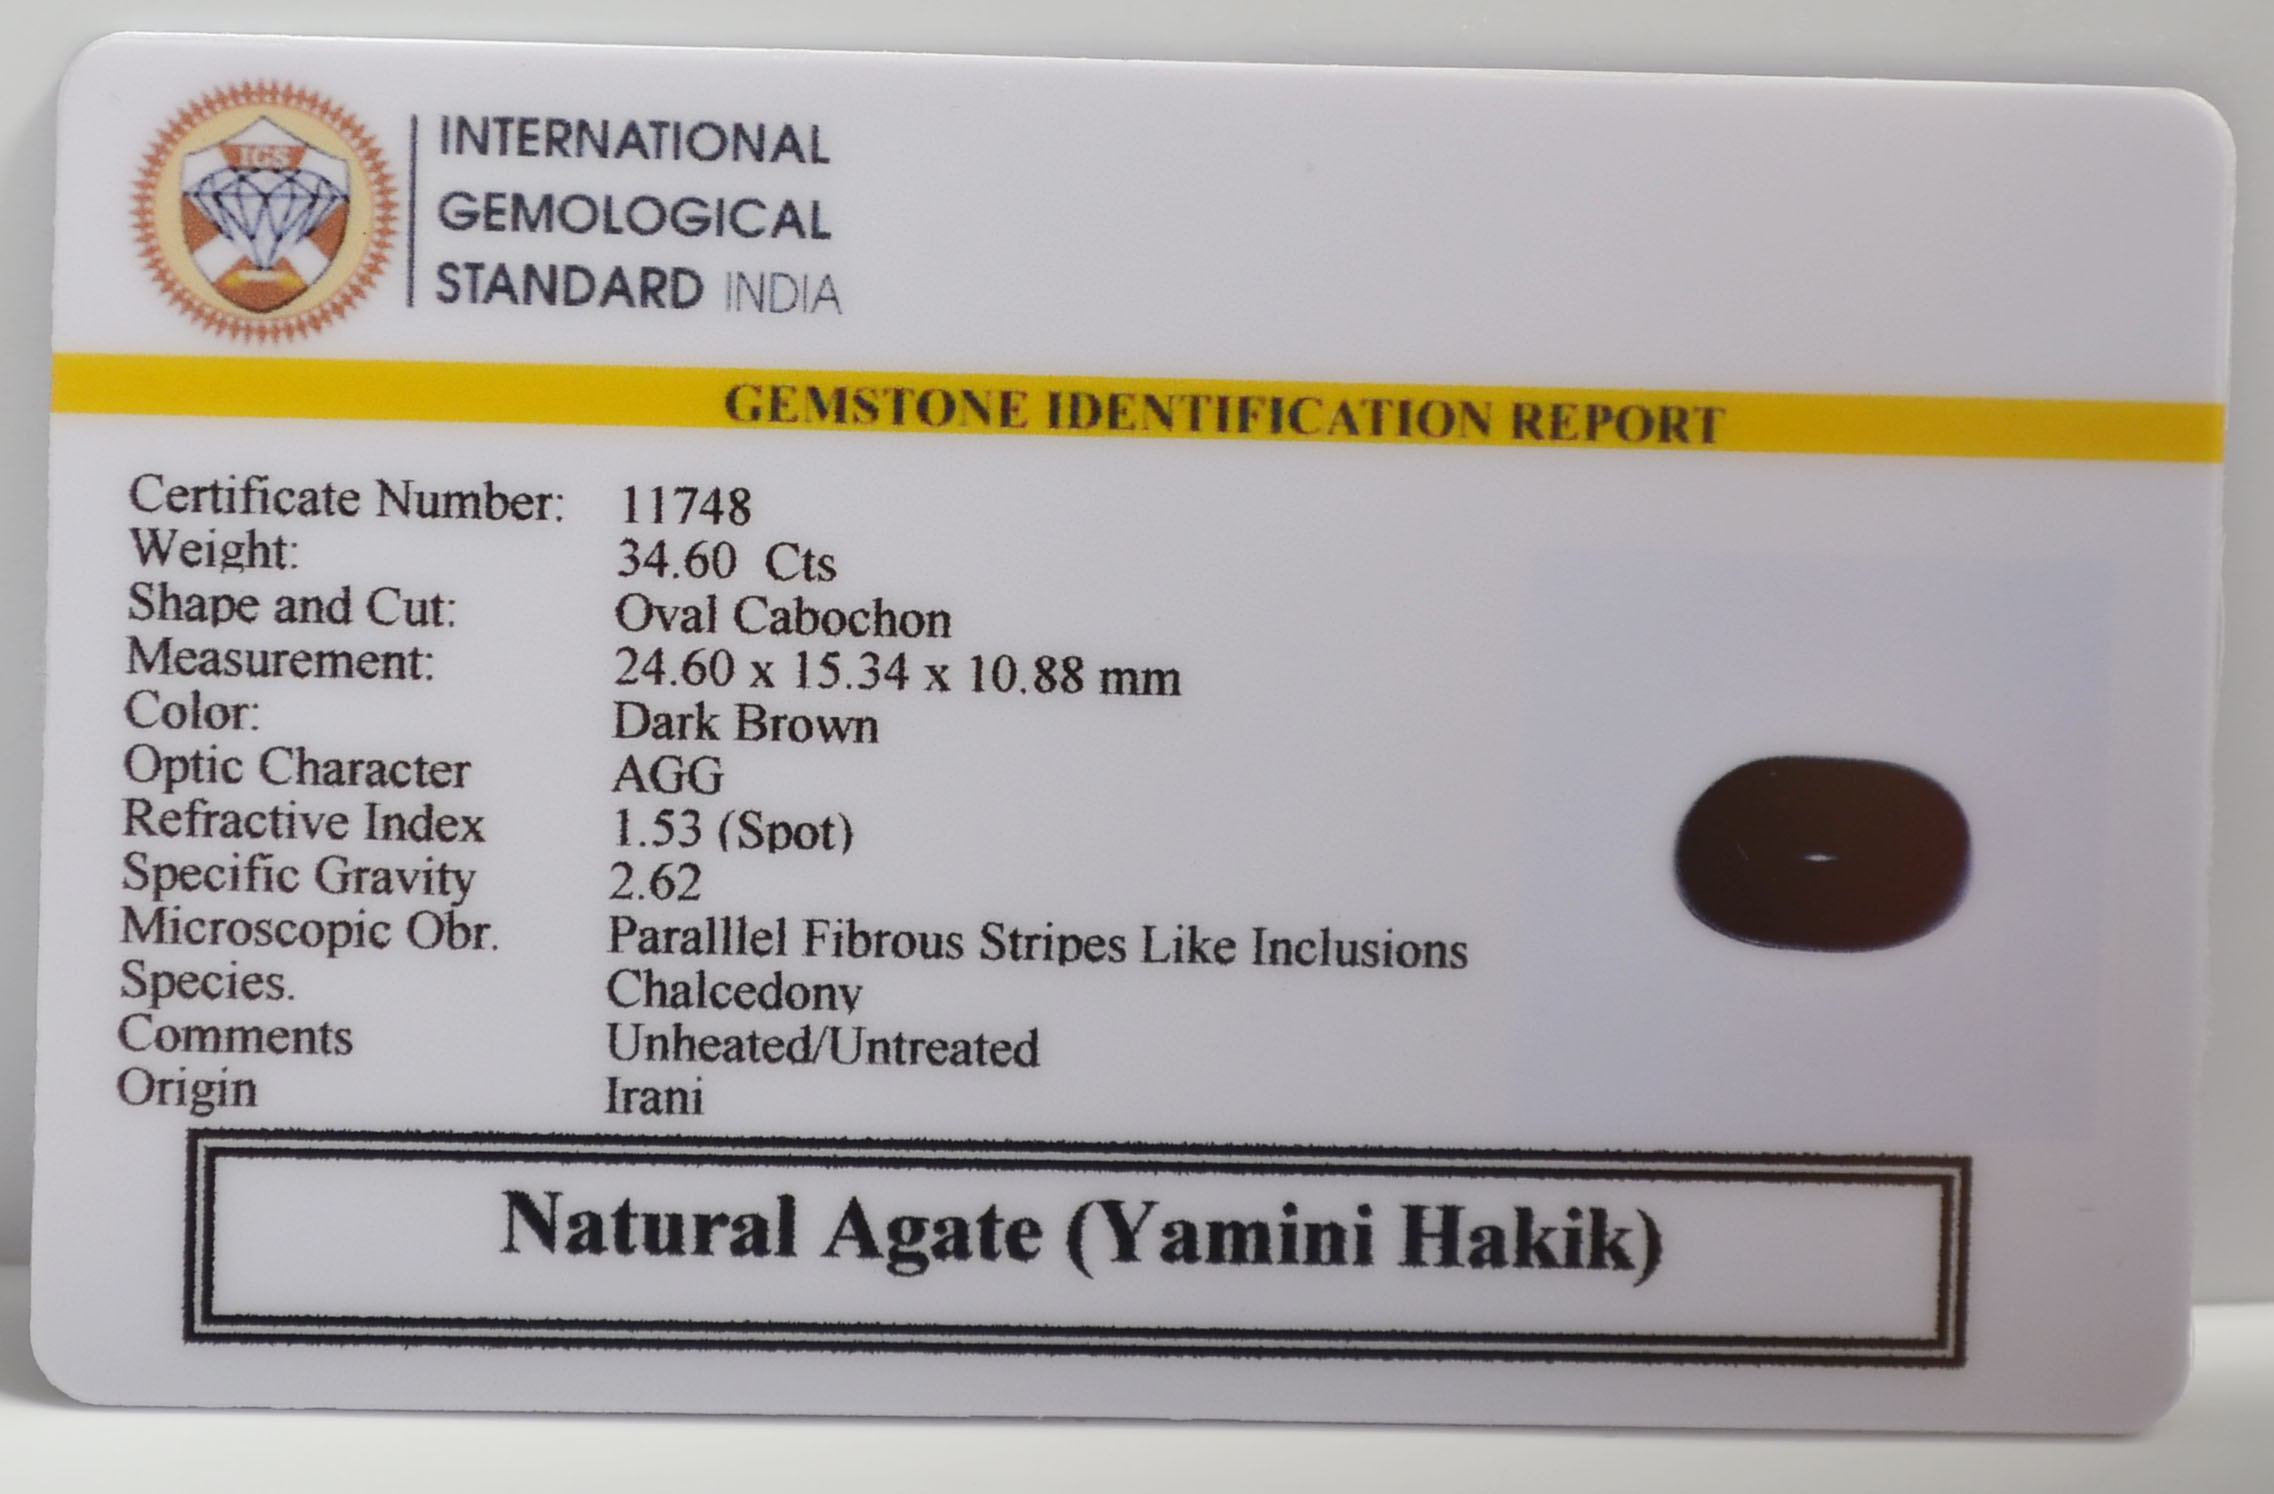 IGS
INTERNATIONAL
GEMOLOGICAL
STANDARD INDIA
GEMSTONE IDENTIFICATION REPORT
Certificate Number: 11748
Weight: 34.60 Cts
Shape and Cut: Oval Cabochon
Measurement: 24.60 x 15.34 x 10.88 mm
Color: Dark Brown
Optic Character AGG
Refractive Index 1.53 (Spot)
Specific Gravity 2.62
Microscopic Obr. Paralllel Fibrous Stripes Like Inclusions
Species. Chalcedony
Comments Unheated/Untreated
Origin Irani
Natural Agate (Yamini Hakik)